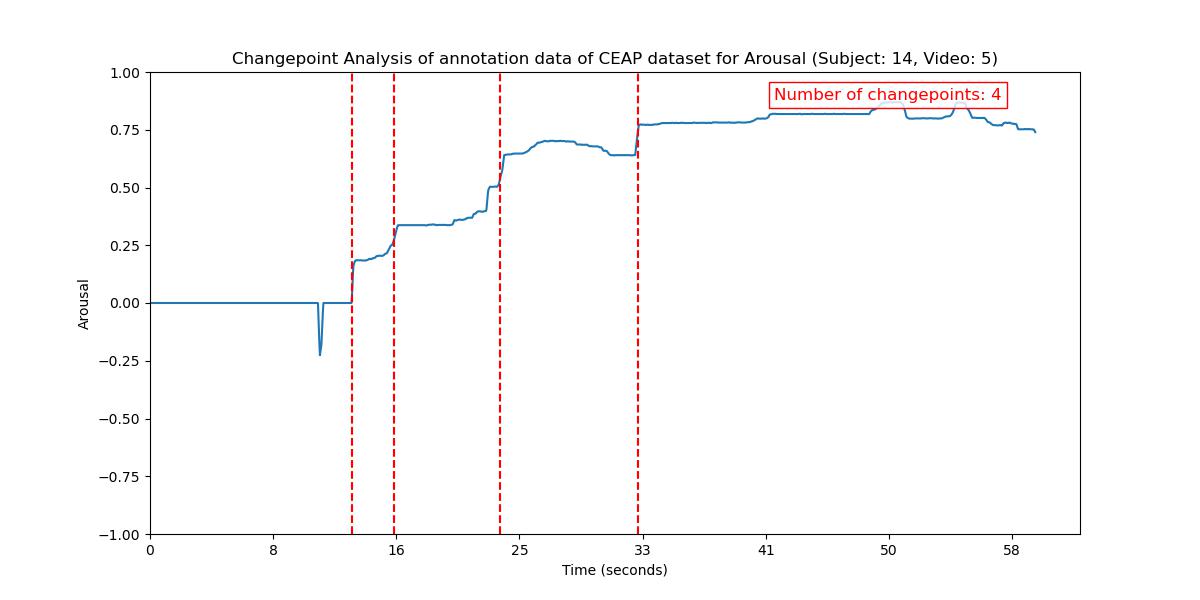 Changepoint Analysis of annotation data of CEAP dataset for Arousal (Subject: 14, Video: 5)
Number of changepoints: 4
1.00
0.75
0.50
0.25
0.00
−0.25
−0.50
−0.75
−1.00
Arousal
0 8 16 25 33 41 50 58
Time (seconds)